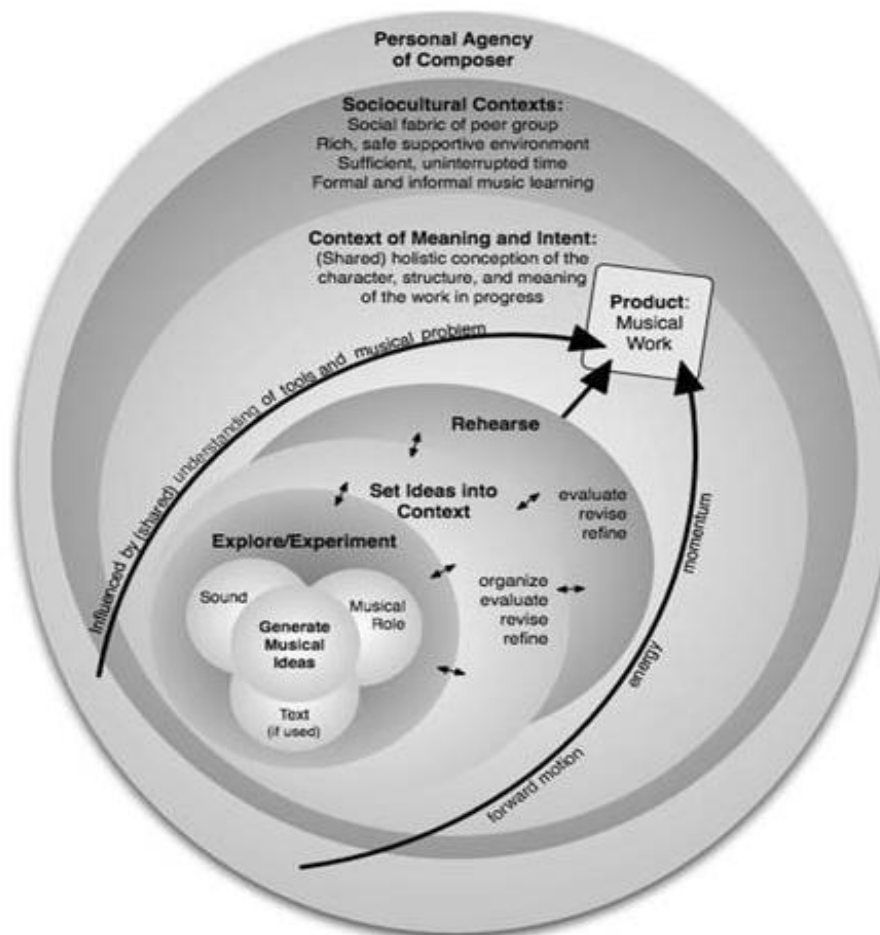 Personal Agency
of Composer
Sociocultural Contexts:
Social fabric of peer group
Rich, safe supportive environment
Sufficient, uninterrupted time
Formal and informal music learning
Context of Meaning and Intent:
(Shared) holistic conception of the
character, structure, and meaning
of the work in progress
Product:
Musical
Work
Influenced by (shared) understanding of tools and musical problem
Rehearse
Set Ideas into
Context
evaluate
revise
refine
Explore/Experiment
organize
evaluate
revise
refine
Sound
Musical
Role
Generate
Musical
Ideas
Text
(if used)
forward motion
energy
momentum